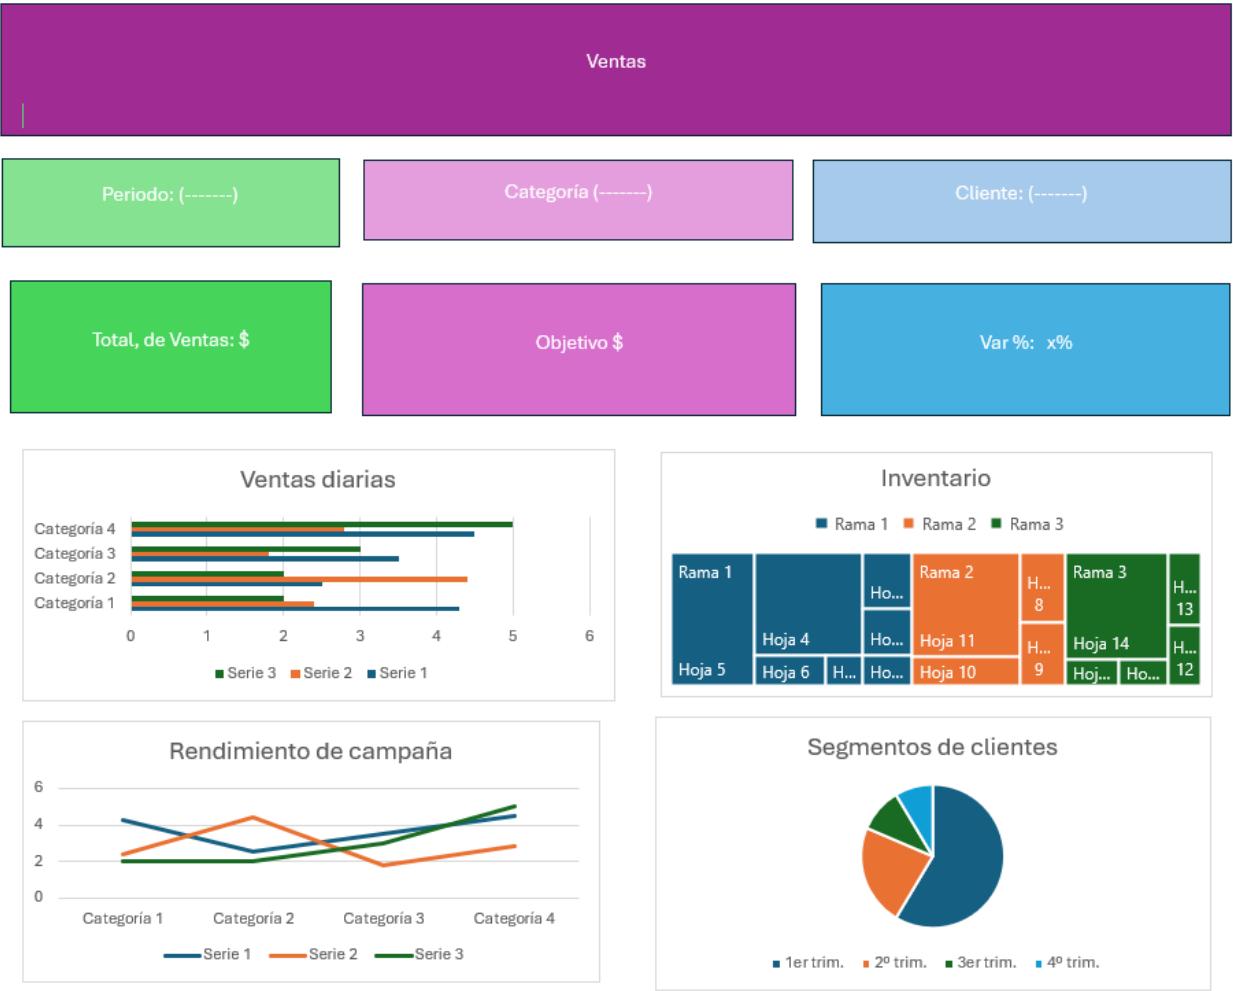 Ventas
Periodo: (-------)
Categoría (-------)
Cliente: (-------)
Total, de Ventas: $
Objetivo $
Var %:   x%
Ventas diarias
Categoría 4
Categoría 3
Categoría 2
Categoría 1
0 1 2 3 4 5 6
Serie 3 Serie 2 Serie 1
Inventario
Rama 1 Rama 2 Rama 3
Rama 1
Hoja 5
Hoja 4
Hoja 6
H...
Ho...
Ho...
Ho...
Rama 2
Hoja 11
Hoja 10
H...
8
H...
9
Rama 3
Hoja 14
Hoj...
Ho...
H...
13
H...
12
Rendimiento de campaña
6
4
2
0
Categoría 1 Categoría 2 Categoría 3 Categoría 4
Serie 1 Serie 2 Serie 3
Segmentos de clientes
1er trim. 2º trim. 3er trim. 4º trim.